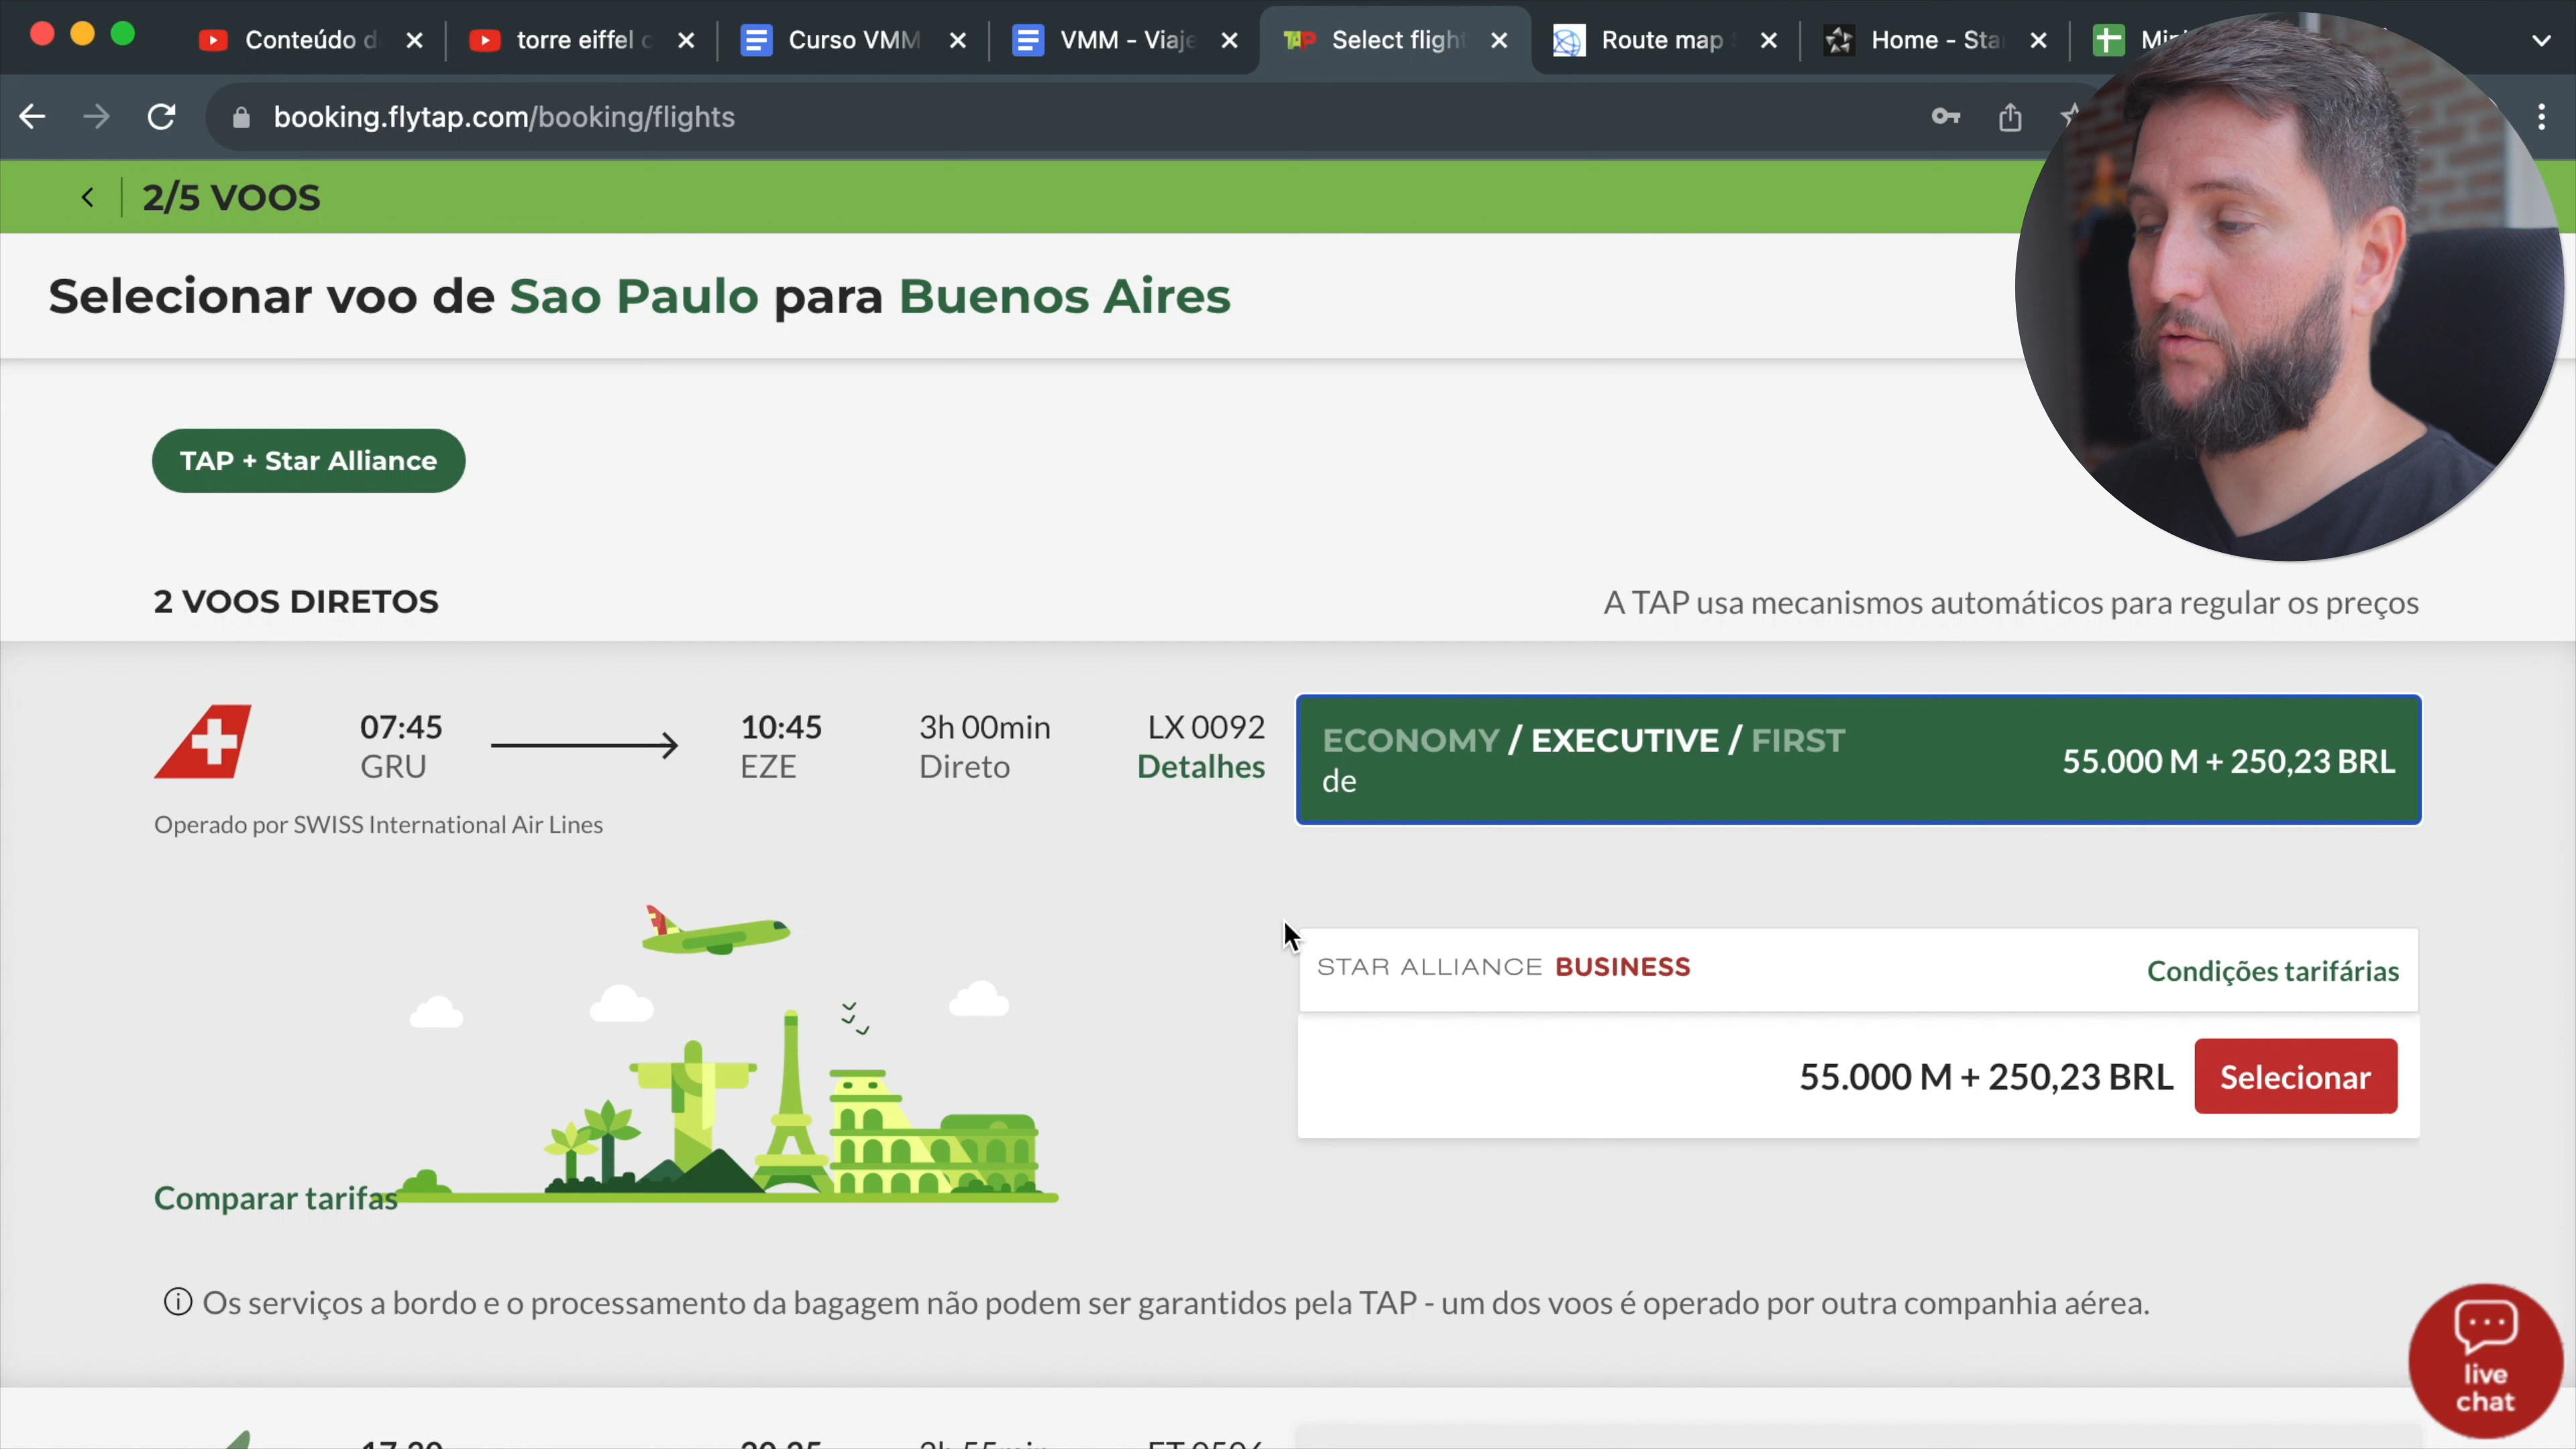 Conteúdo d
torre eiffel c
Curso VMM
VMM - Viaje
TAP Select fligh
Route map
Home - Sta
booking.flytap.com/booking/flights
2/5 VOOS
Selecionar voo de Sao Paulo para Buenos Aires
TAP + Star Alliance
2 VOOS DIRETOS
A TAP usa mecanismos automáticos para regular os preços
07:45
GRU
10:45
EZE
3h 00min
Direto
LX 0092
Detalhes
ECONOMY / EXECUTIVE / FIRST
de
55.000 M + 250,23 BRL
Operado por SWISS International Air Lines
STAR ALLIANCE BUSINESS
Condições tarifárias
55.000 M + 250,23 BRL
Selecionar
Comparar tarifas
Os serviços a bordo e o processamento da bagagem não podem ser garantidos pela TAP - um dos voos é operado por outra companhia aérea.
live
chat